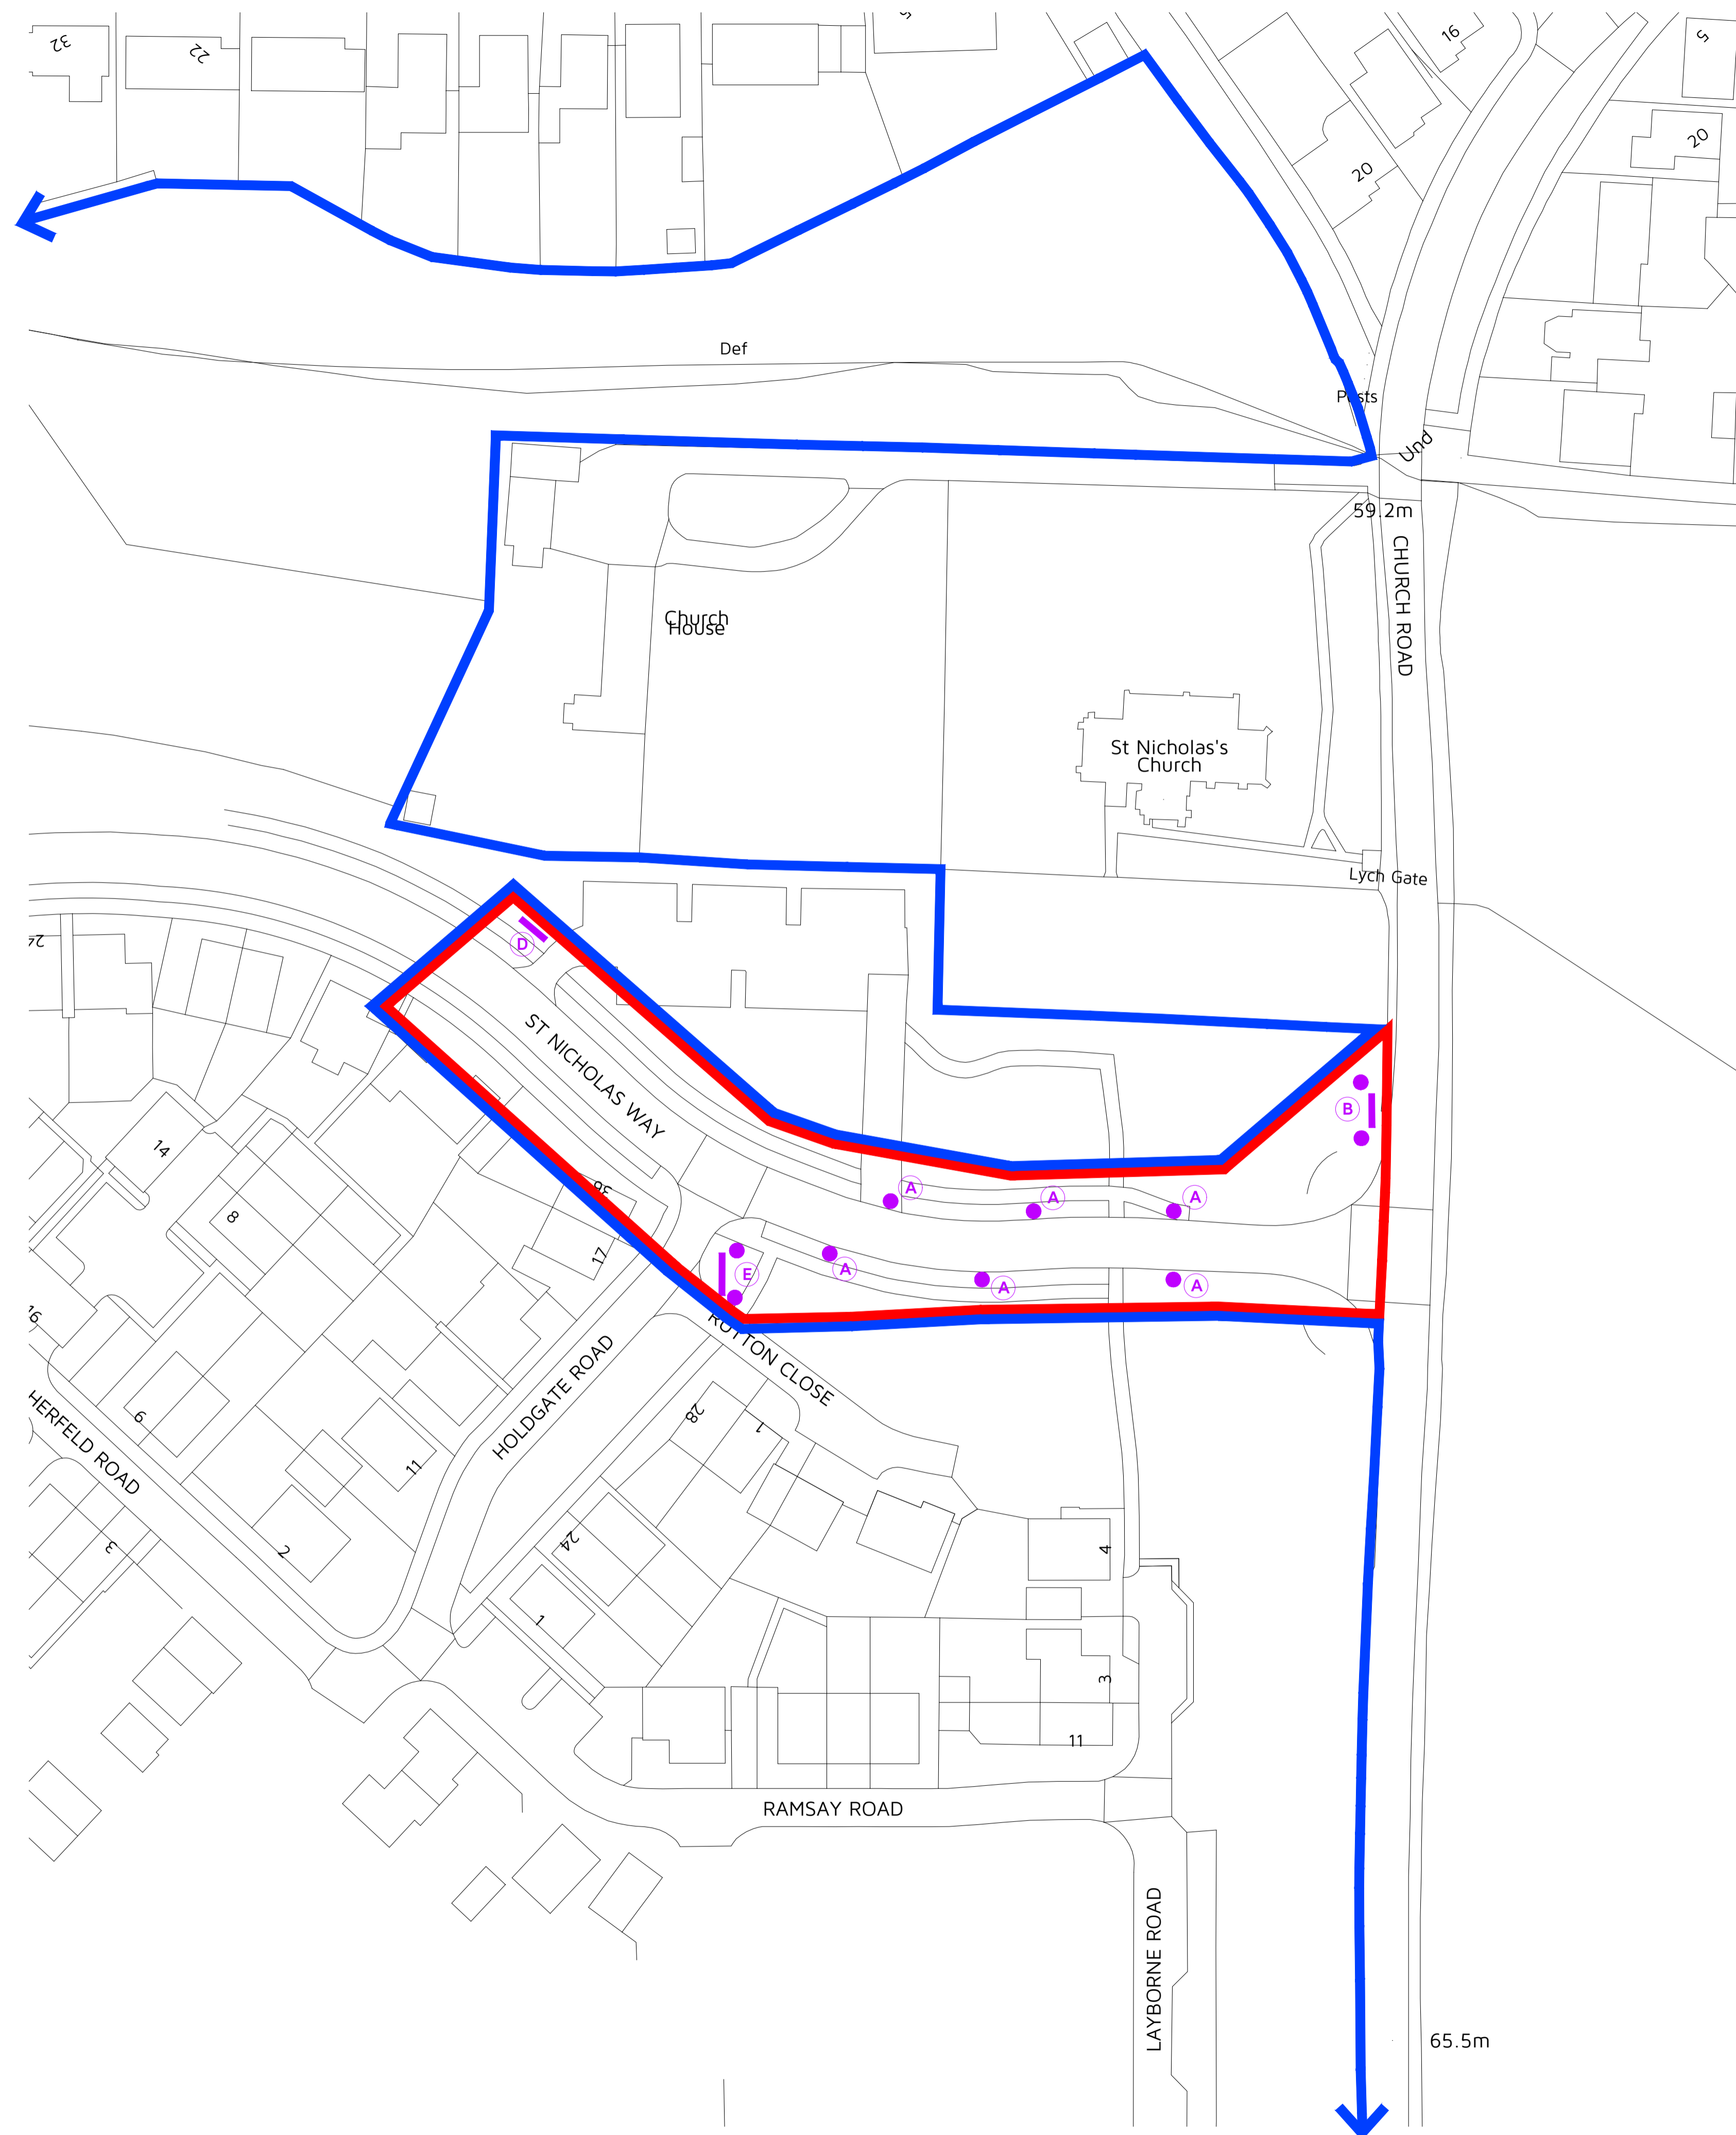 32
22
16
5
20
20
Def
Posts
Und
59.2m
CHURCH ROAD
Church
House
St Nicholas's
Church
Lych Gate
D
ST NICHOLAS WAY
B
14
A
A
A
38
8
17
E
A
A
A
16
ROTTON CLOSE
HOLDGATE ROAD
6
28
1
HERFELD ROAD
11
3
2
24
4
1
3
11
RAMSAY ROAD
LAYBORNE ROAD
65.5m